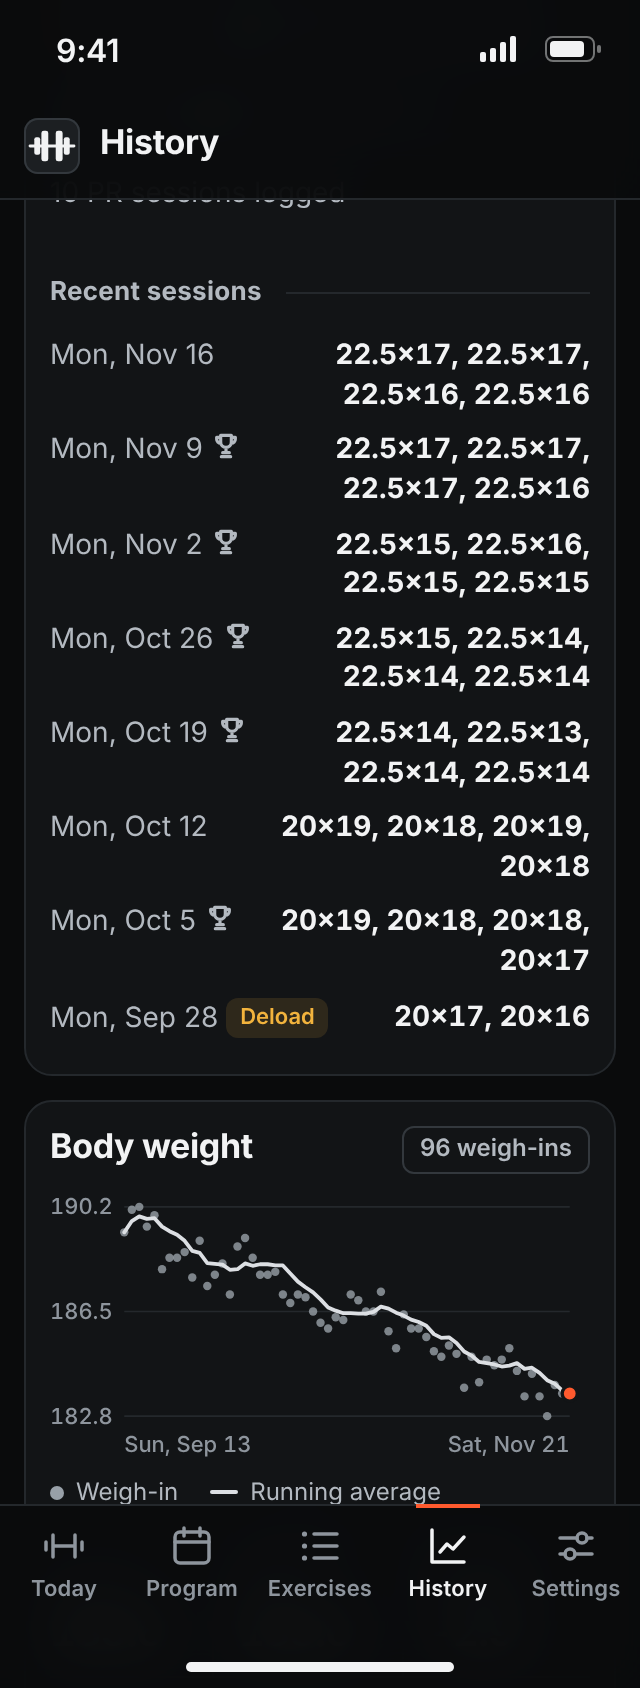 9:41
History
10 PR sessions logged
Recent sessions
Mon, Nov 16 22.5×17, 22.5×17,
22.5×16, 22.5×16
Mon, Nov 9 22.5×17, 22.5×17,
22.5×17, 22.5×16
Mon, Nov 2 22.5×15, 22.5×16,
22.5×15, 22.5×15
Mon, Oct 26 22.5×15, 22.5×14,
22.5×14, 22.5×14
Mon, Oct 19 22.5×14, 22.5×13,
22.5×14, 22.5×14
Mon, Oct 12 20×19, 20×18, 20×19,
20×18
Mon, Oct 5 20×19, 20×18, 20×18,
20×17
Mon, Sep 28 Deload 20×17, 20×16
Body weight 96 weigh-ins
190.2
186.5
182.8
Sun, Sep 13 Sat, Nov 21
Weigh-in Running average
Today Program Exercises History Settings